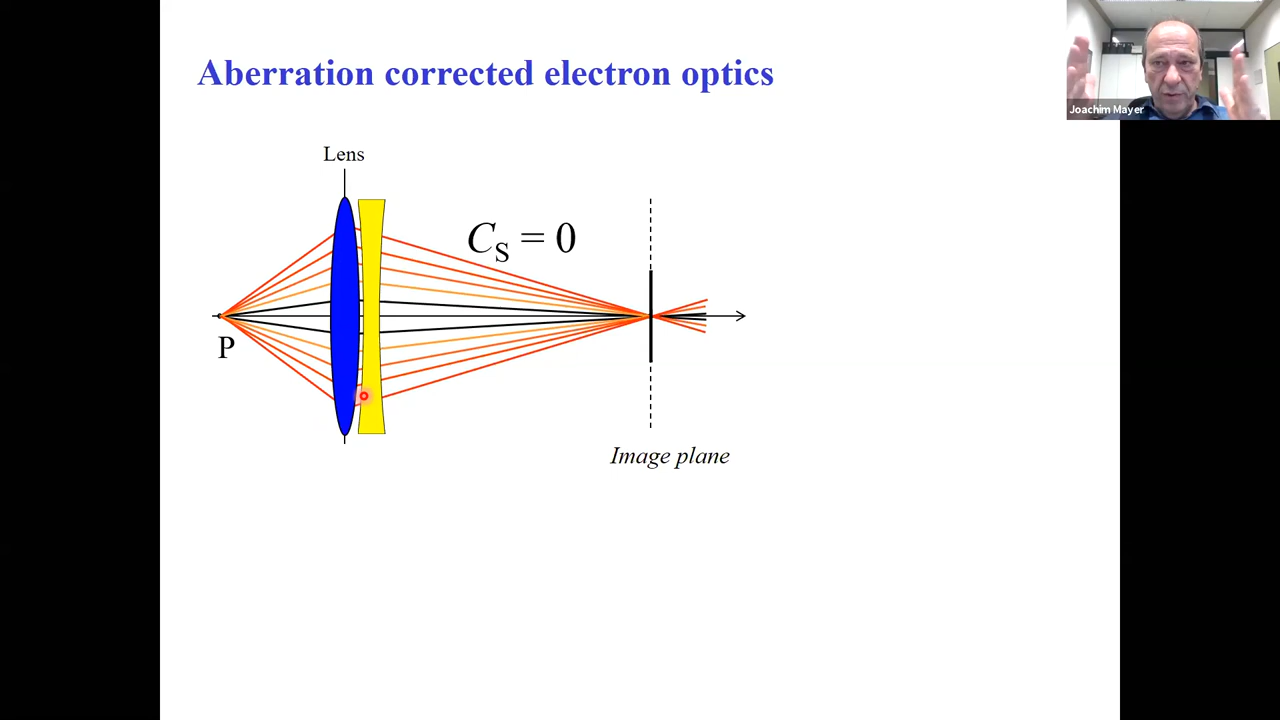 Aberration corrected electron optics
Joachim Mayer
Lens
C_S = 0
P
Image plane